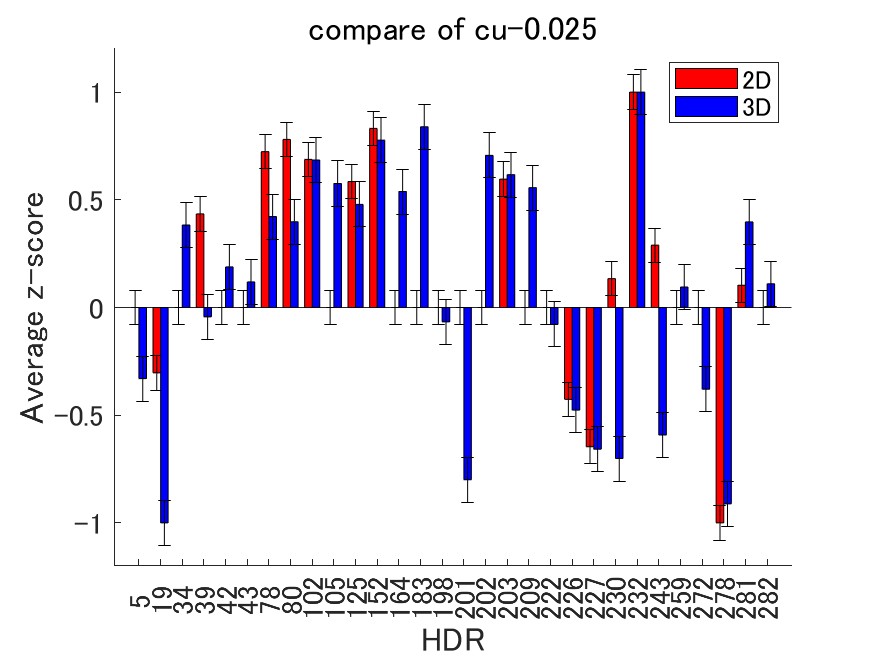 compare of cu-0.025
2D
3D
Average z-score
1
0.5
0
-0.5
-1
5 19 34 39 42 43 78 80 102 105 125 152 164 183 198 201 202 203 209 222 226 227 230 232 243 259 272 278 281 282
HDR